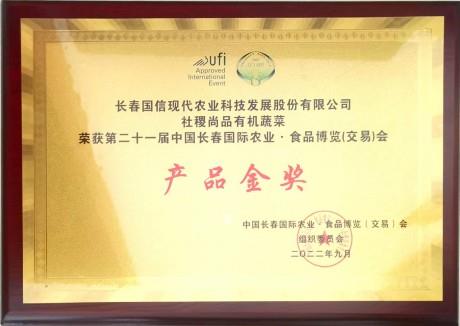 ufi
Approved
International
Event
长春国信现代农业科技发展股份有限公司
社稷尚品有机蔬菜
荣获第二十一届中国长春国际农业·食品博览(交易)会
产品金奖
中国长春国际农业·食品博览(交易)会
组织委员会
二〇二二年九月